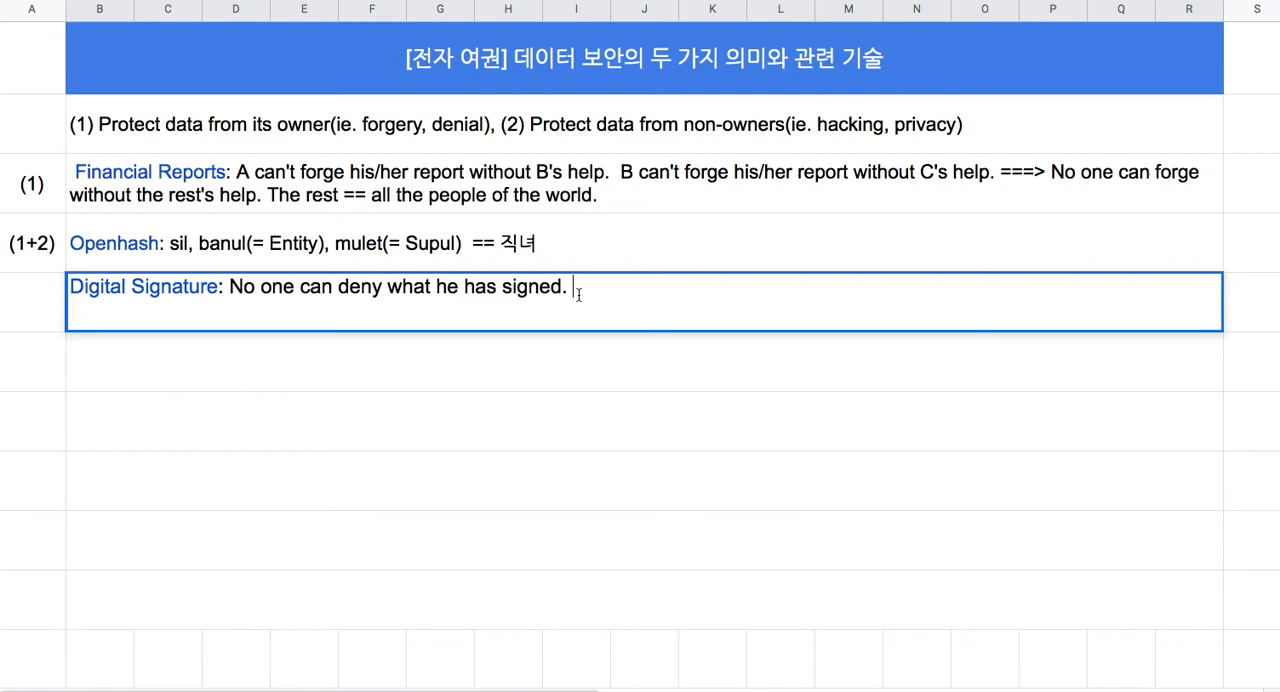 A B C D E F G H I J K L M N O P Q R S
[전자 여권] 데이터 보안의 두 가지 의미와 관련 기술
(1) Protect data from its owner(ie. forgery, denial), (2) Protect data from non-owners(ie. hacking, privacy)
(1) Financial Reports: A can't forge his/her report without B's help.  B can't forge his/her report without C's help. ===> No one can forge
without the rest's help. The rest == all the people of the world.
(1+2) Openhash: sil, banul(= Entity), mulet(= Supul)  == 직녀
Digital Signature: No one can deny what he has signed.